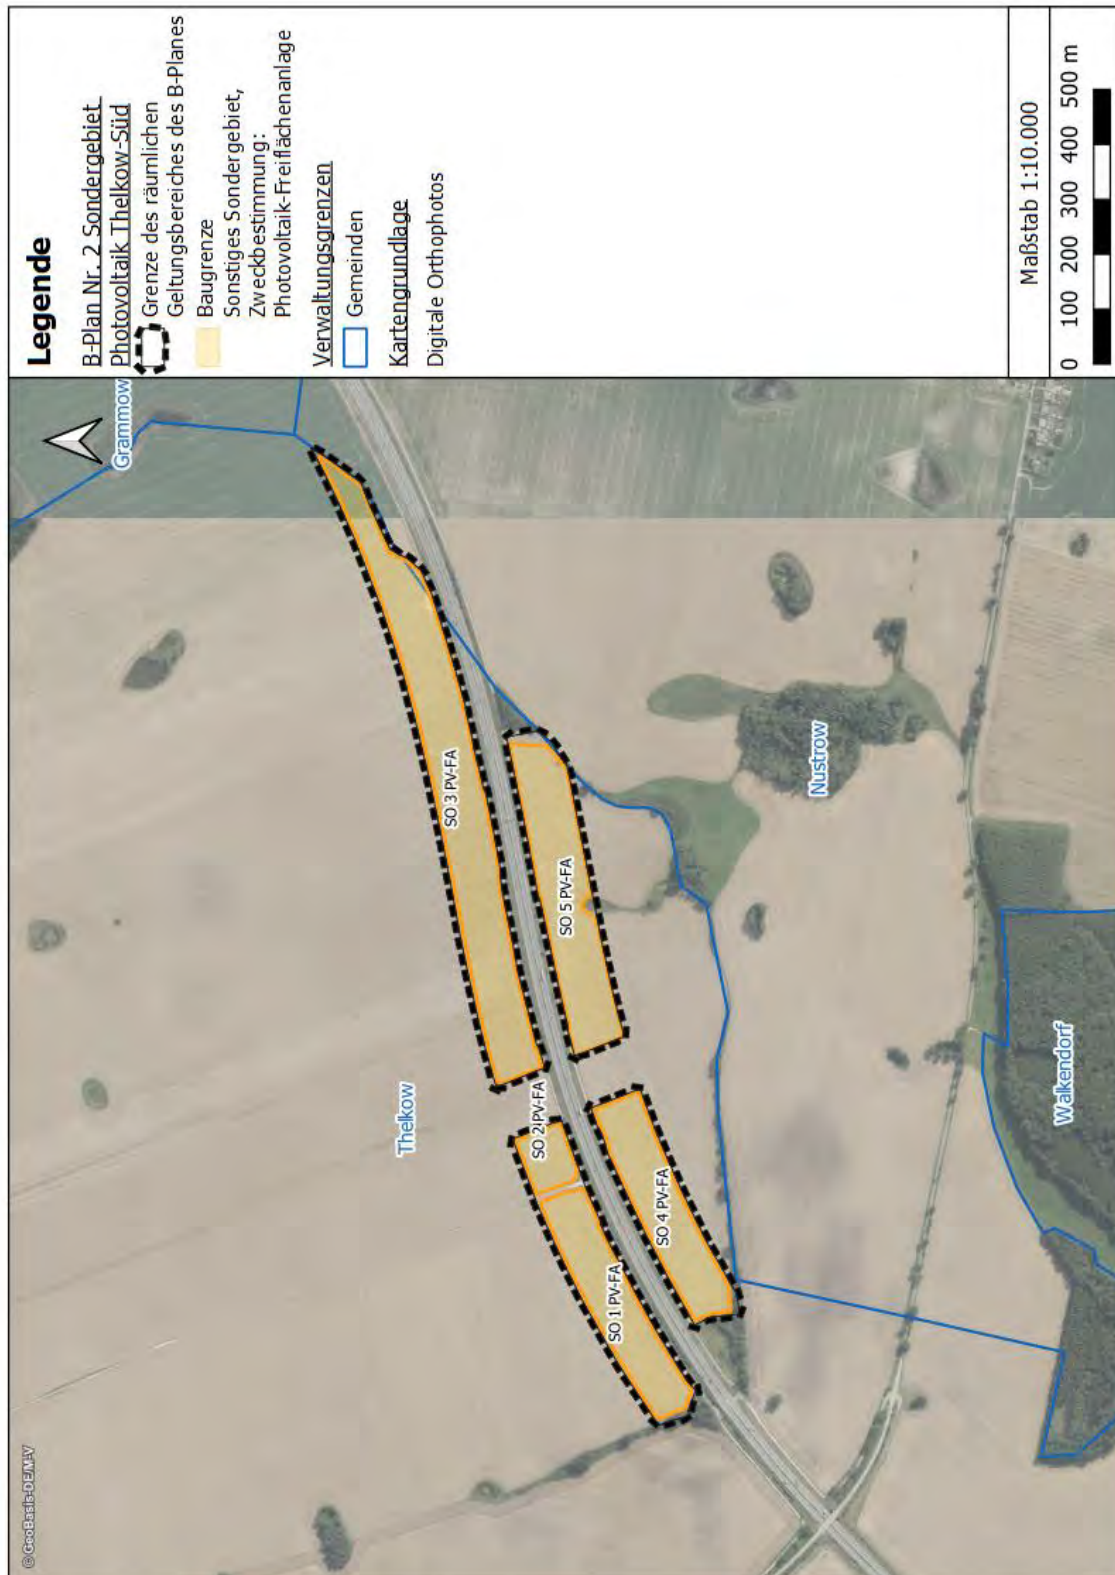 © GeoBasis-DE/M-V
Grammow
Thelkow
SO 3 PV-FA
SO 2 PV-FA
SO 1 PV-FA
SO 5 PV-FA
SO 4 PV-FA
Nustrow
Walkendorf
Legende
B-Plan Nr. 2 Sondergebiet
Photovoltaik Thelkow-Süd
Grenze des räumlichen
Geltungsbereiches des B-Planes
Baugrenze
Sonstiges Sondergebiet,
Zweckbestimmung:
Photovoltaik-Freiflächenanlage
Verwaltungsgrenzen
Gemeinden
Kartengrundlage
Digitale Orthophotos
Maßstab 1:10.000
0 100 200 300 400 500 m